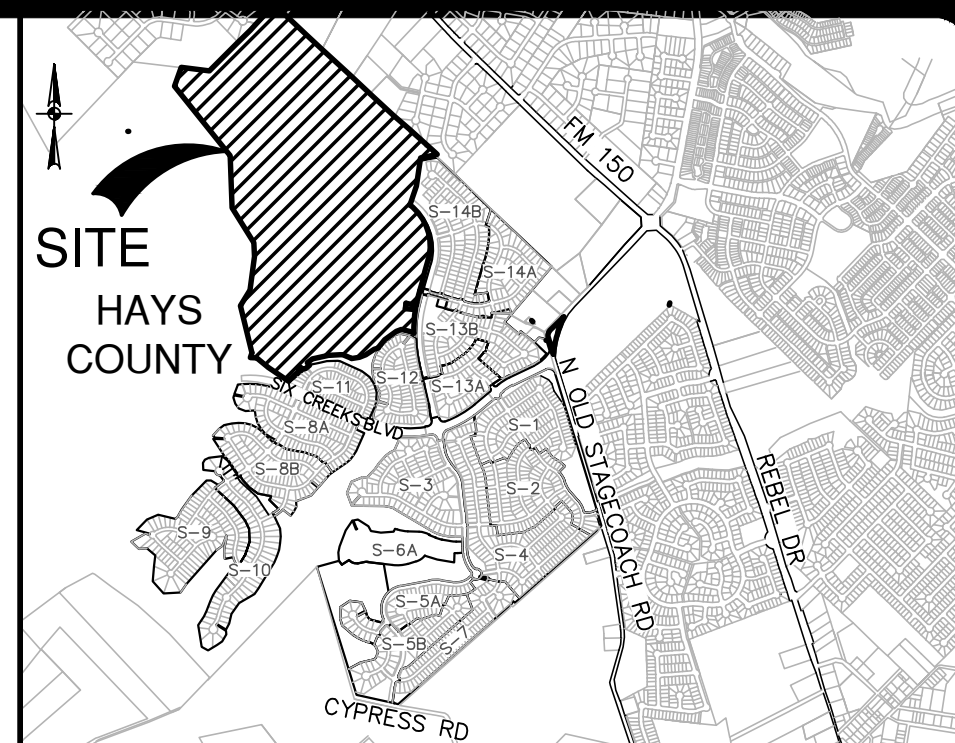 FM 150
S-14B
SITE
S-14A
HAYS
COUNTY
S-13B
S-12
S-11
S-13A
SIX CREEKS BLVD
N OLD STAGECOACH RD
S-8A
S-1
S-8B
S-3
S-2
REBEL DR
S-9
S-6A
S-4
S-10
S-5A
S-5B
S-7
CYPRESS RD